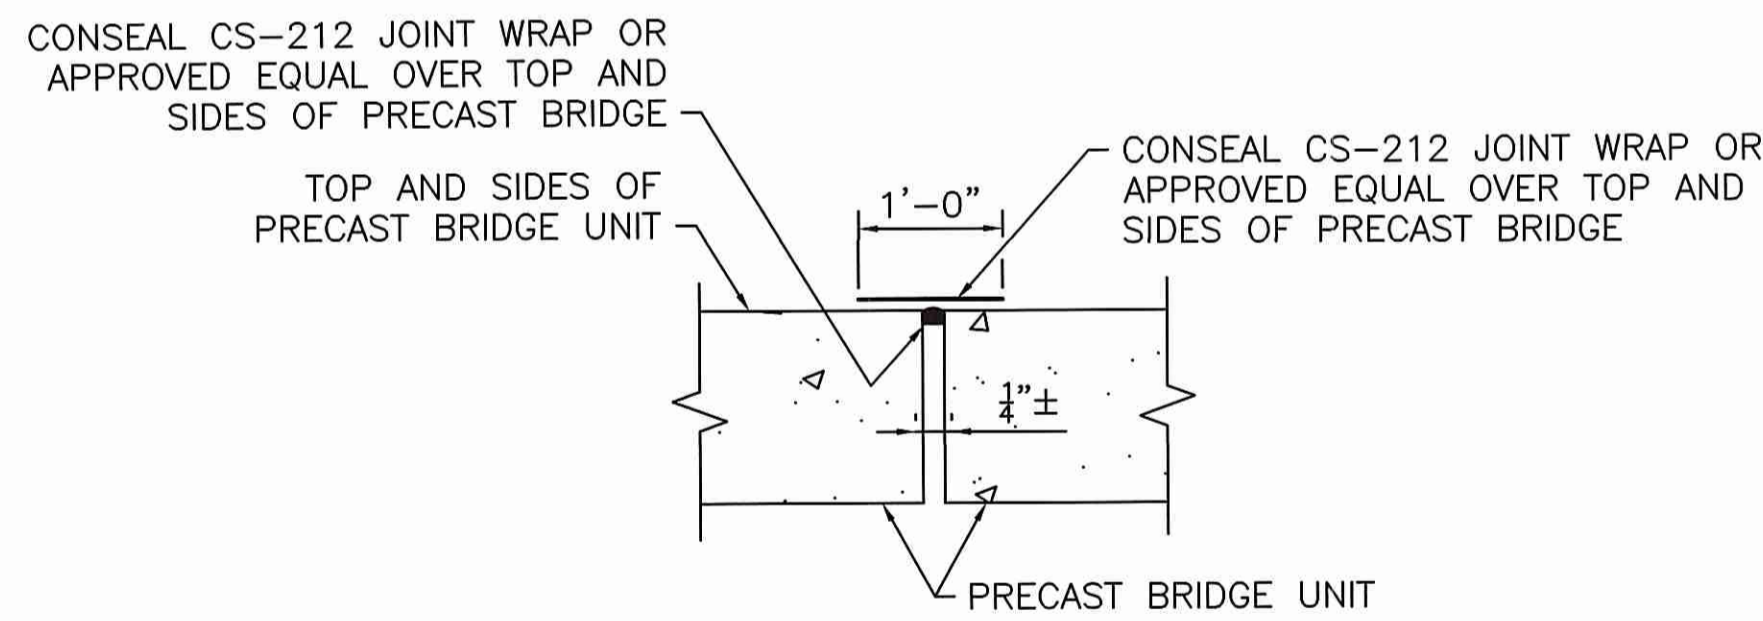 CONSEAL CS-212 JOINT WRAP OR
APPROVED EQUAL OVER TOP AND
SIDES OF PRECAST BRIDGE
TOP AND SIDES OF
PRECAST BRIDGE UNIT
1'-0"
CONSEAL CS-212 JOINT WRAP OR
APPROVED EQUAL OVER TOP AND
SIDES OF PRECAST BRIDGE
1/4"±
PRECAST BRIDGE UNIT